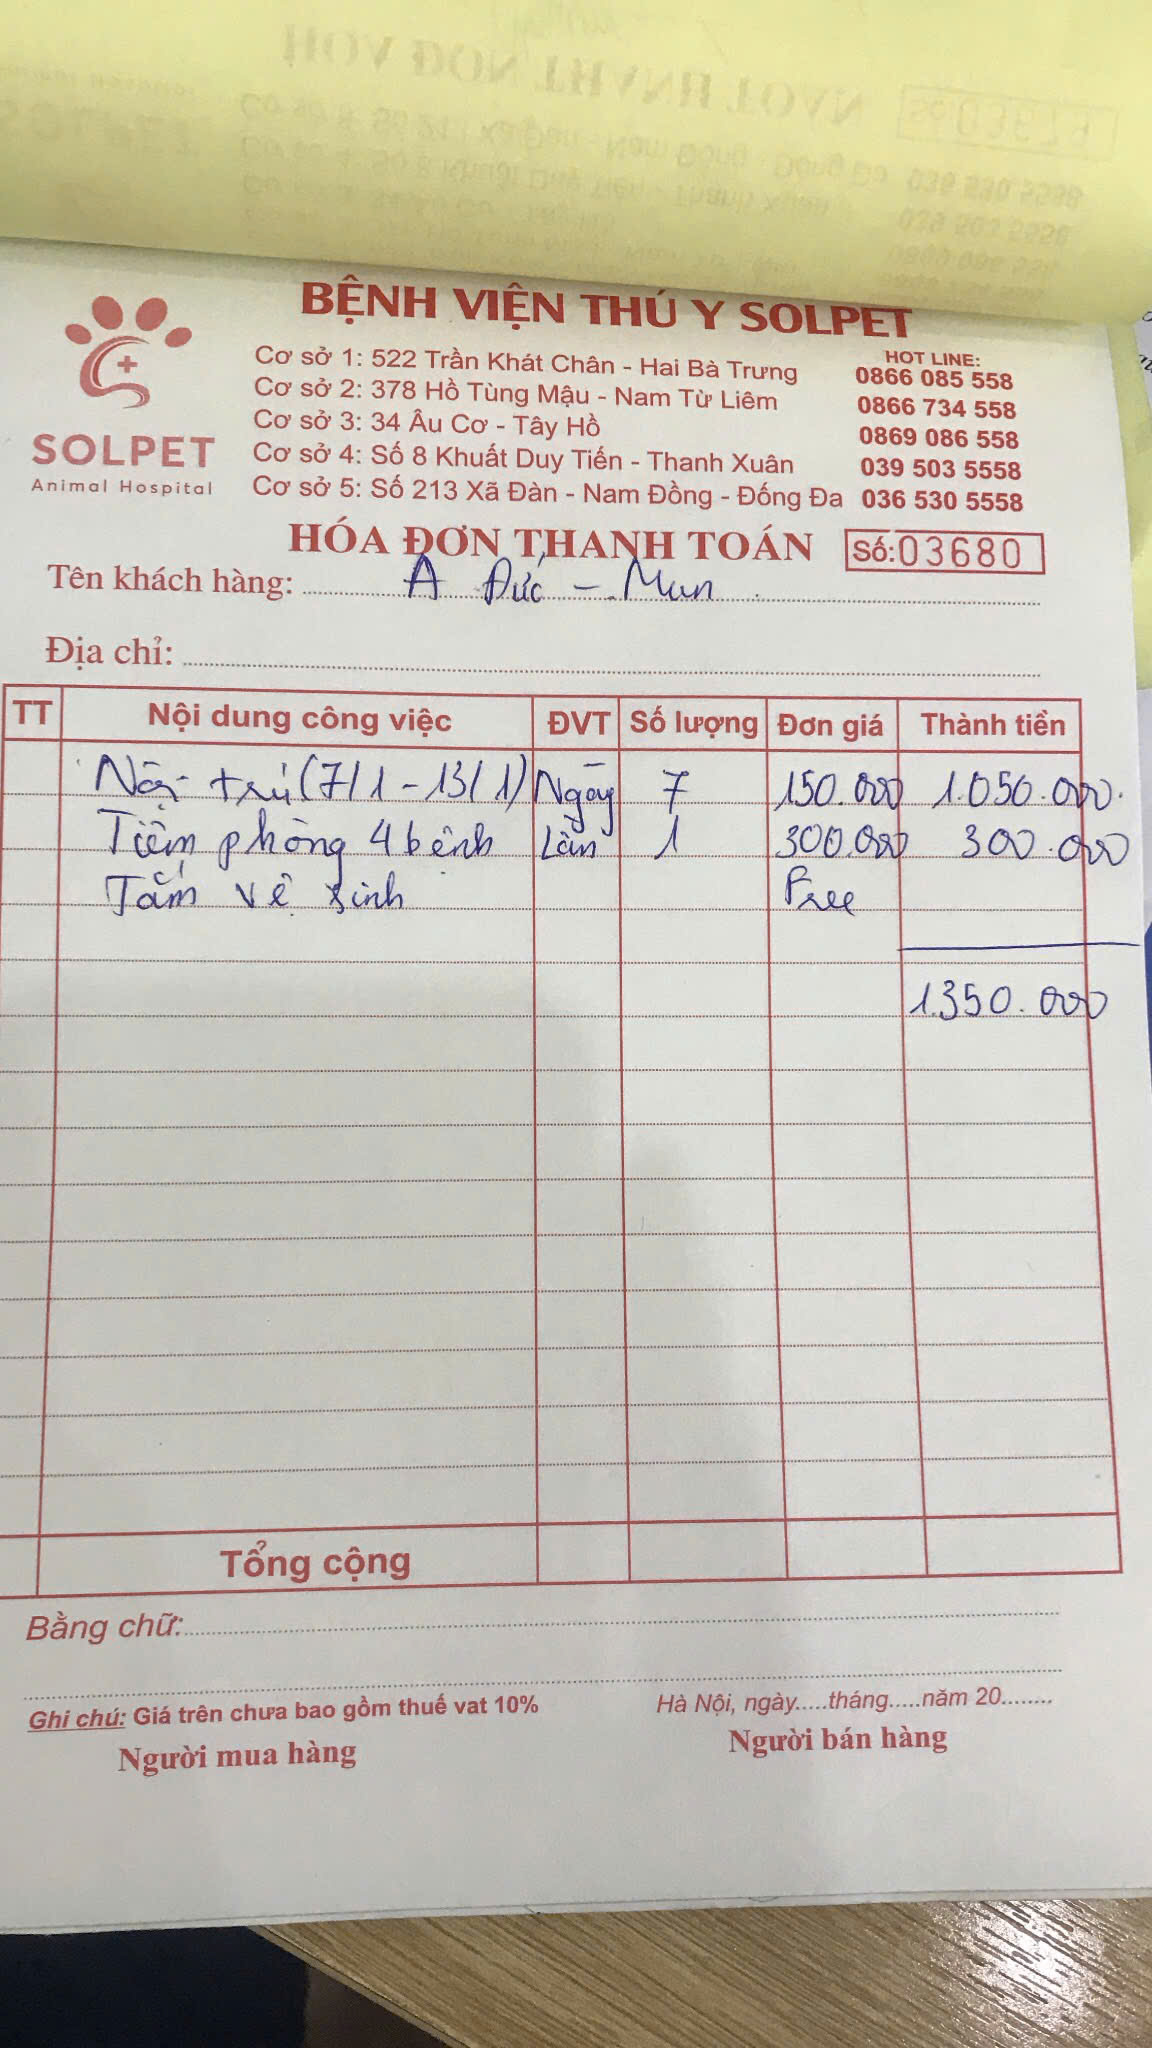 BỆNH VIỆN THÚ Y SOLPET
SOLPET
Animal Hospital
HOT LINE:
Cơ sở 1: 522 Trần Khát Chân - Hai Bà Trưng 0866 085 558
Cơ sở 2: 378 Hồ Tùng Mậu - Nam Từ Liêm 0866 734 558
Cơ sở 3: 34 Âu Cơ - Tây Hồ 0869 086 558
Cơ sở 4: Số 8 Khuất Duy Tiến - Thanh Xuân 039 503 5558
Cơ sở 5: Số 213 Xã Đàn - Nam Đồng - Đống Đa 036 530 5558
HÓA ĐƠN THANH TOÁN Số:03680
Tên khách hàng: A Đức - Mun
Địa chỉ:
TT Nội dung công việc ĐVT Số lượng Đơn giá Thành tiền
Nội trú (7/1 - 13/1) Ngày 7 150.000 1.050.000
Tiêm phòng 4 bệnh Lần 1 300.000 300.000
Tắm vệ sinh Free
1.350.000
Tổng cộng
Bằng chữ:
Ghi chú: Giá trên chưa bao gồm thuế vat 10% Hà Nội, ngày.....tháng.....năm 20........
Người mua hàng Người bán hàng